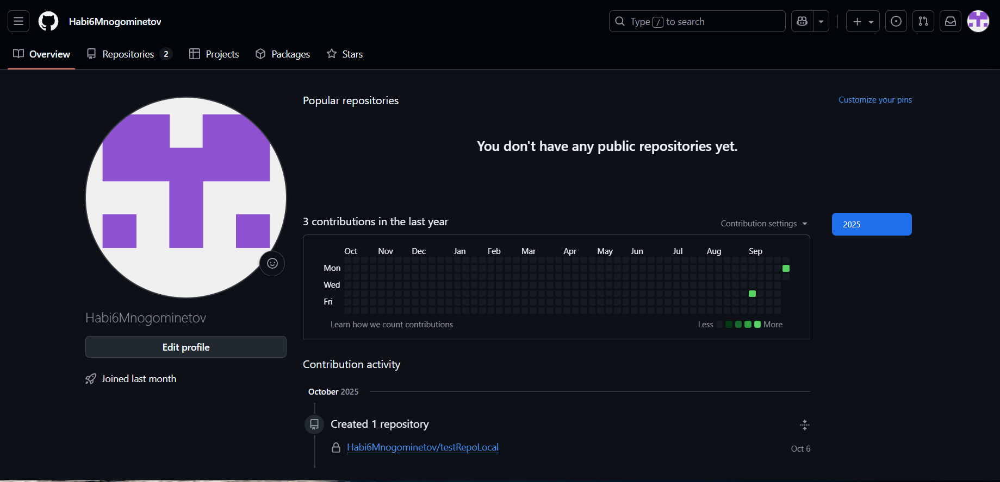 Habi6Mnogominetov
Type / to search
Overview
Repositories 2
Projects
Packages
Stars
Popular repositories
Customize your pins
You don't have any public repositories yet.
Habi6Mnogominetov
Edit profile
Joined last month
3 contributions in the last year
Contribution settings
2025
Oct Nov Dec Jan Feb Mar Apr May Jun Jul Aug Sep
Mon
Wed
Fri
Learn how we count contributions
Less More
Contribution activity
October 2025
Created 1 repository
Habi6Mnogominetov/testRepoLocal
Oct 6